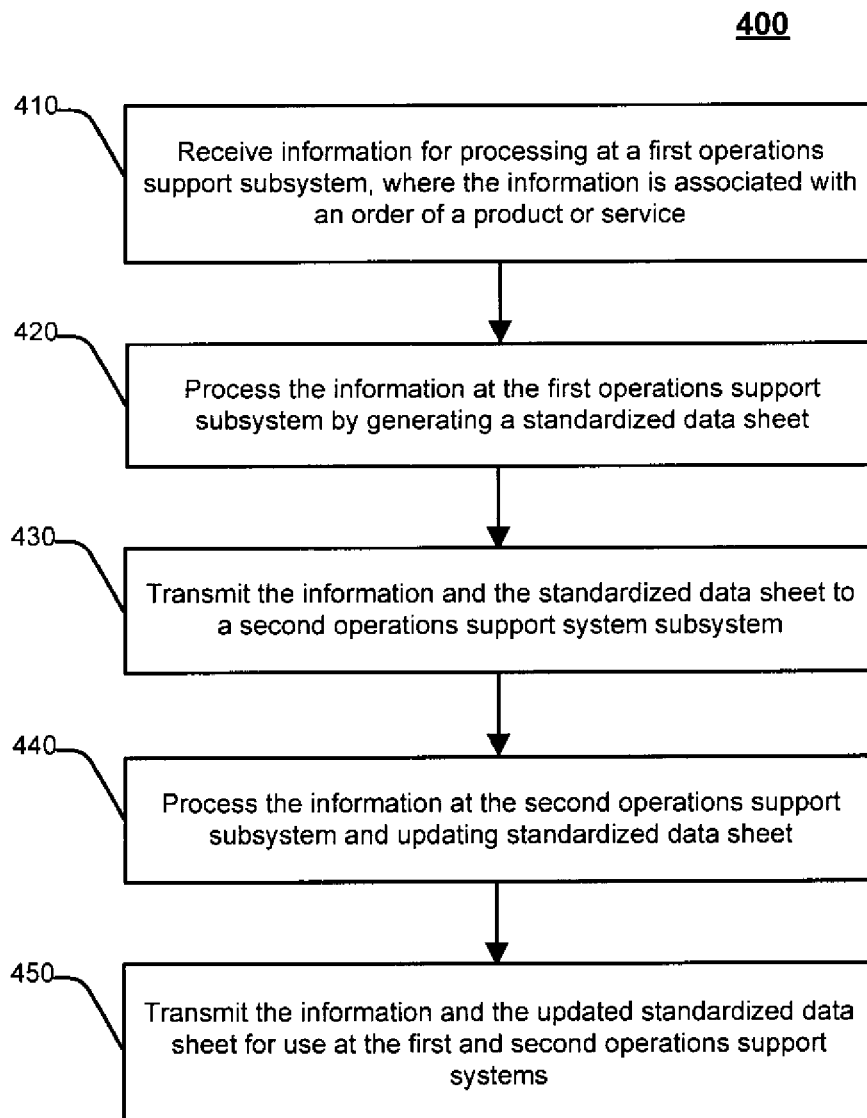 400
410
Receive information for processing at a first operations
support subsystem, where the information is associated with
an order of a product or service
420
Process the information at the first operations support
subsystem by generating a standardized data sheet
430
Transmit the information and the standardized data sheet to
a second operations support system subsystem
440
Process the information at the second operations support
subsystem and updating standardized data sheet
450
Transmit the information and the updated standardized data
sheet for use at the first and second operations support
systems